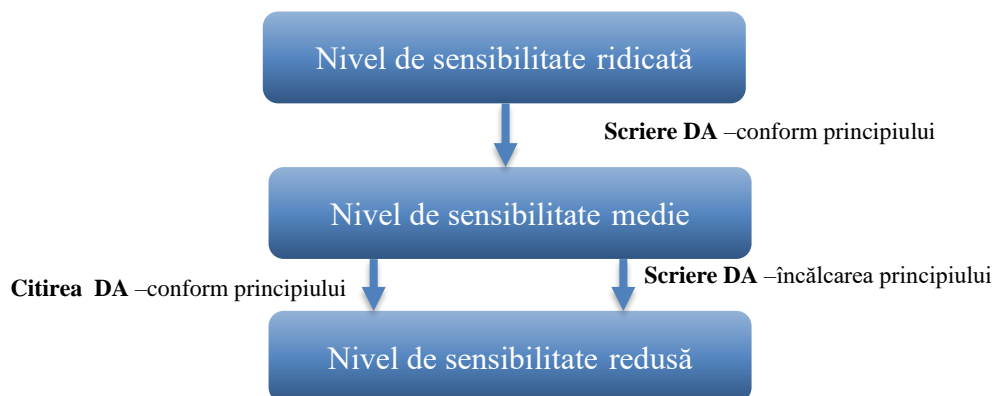 Nivel de sensibilitate ridicată
Scriere DA –conform principiului
Nivel de sensibilitate medie
Citirea  DA –conform principiului
Scriere DA –încălcarea principiului
Nivel de sensibilitate redusă